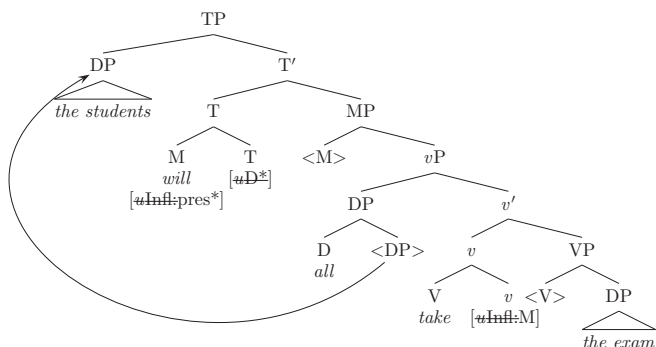 TP
DP T′
the students T MP
M T <M> vP
will [uD*]
[uInfl:pres*] DP v′
D <DP> v VP
all
V v <V> DP
take [uInfl:M]
the exam